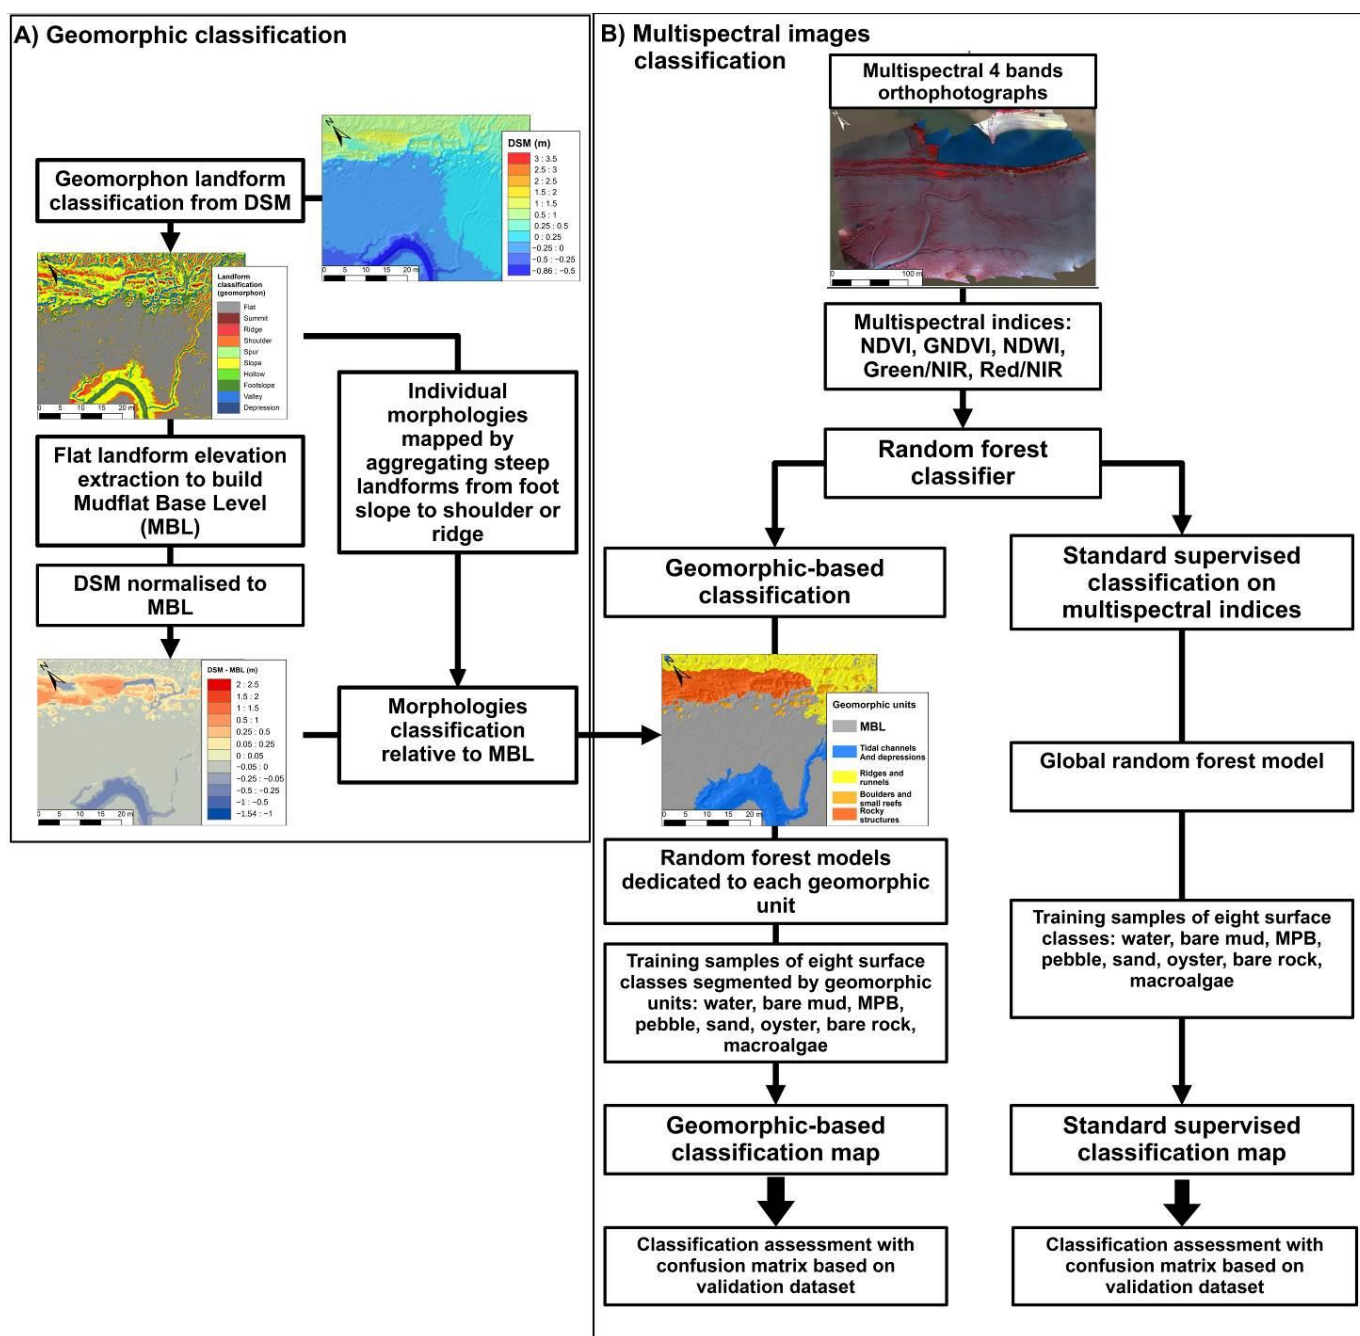 A) Geomorphic classification
DSM (m)
3 : 3.5
2.5 : 3
2 : 2.5
1.5 : 2
1 : 1.5
0.5 : 1
0.25 : 0.5
0 : 0.25
−0.25 : 0
−0.5 : −0.25
−0.86 : −0.5
N
0 5 10 15 20 m
Geomorphon landform
classification from DSM
N
Landform
classification
(geomorphon)
Flat
Summit
Ridge
Shoulder
Spur
Slope
Hollow
Footslope
Valley
Depression
0 5 10 15 20 m
Flat landform elevation
extraction to build
Mudflat Base Level
(MBL)
Individual
morphologies
mapped by
aggregating steep
landforms from foot
slope to shoulder or
ridge
DSM normalised to
MBL
N
DSM - MBL (m)
2 : 2.5
1.5 : 2
1 : 1.5
0.5 : 1
0.25 : 0.5
0.05 : 0.25
0 : 0.05
−0.05 : 0
−0.25 : −0.05
−0.5 : −0.25
−1 : −0.5
−1.54 : −1
0 5 10 15 20 m
Morphologies
classification
relative to MBL
B) Multispectral images
classification
Multispectral 4 bands
orthophotographs
N
0 100 m
Multispectral indices:
NDVI, GNDVI, NDWI,
Green/NIR, Red/NIR
Random forest
classifier
Geomorphic-based
classification
N
Geomorphic units
MBL
Tidal channels
And depressions
Ridges and
runnels
Boulders and
small reefs
Rocky
structures
0 5 10 15 20 m
Random forest models
dedicated to each geomorphic
unit
Training samples of eight surface
classes segmented by geomorphic
units: water, bare mud, MPB,
pebble, sand, oyster, bare rock,
macroalgae
Geomorphic-based
classification map
Classification assessment with
confusion matrix based on
validation dataset
Standard supervised
classification on
multispectral indices
Global random forest model
Training samples of eight surface
classes: water, bare mud, MPB,
pebble, sand, oyster, bare rock,
macroalgae
Standard supervised
classification map
Classification assessment with
confusion matrix based on
validation dataset